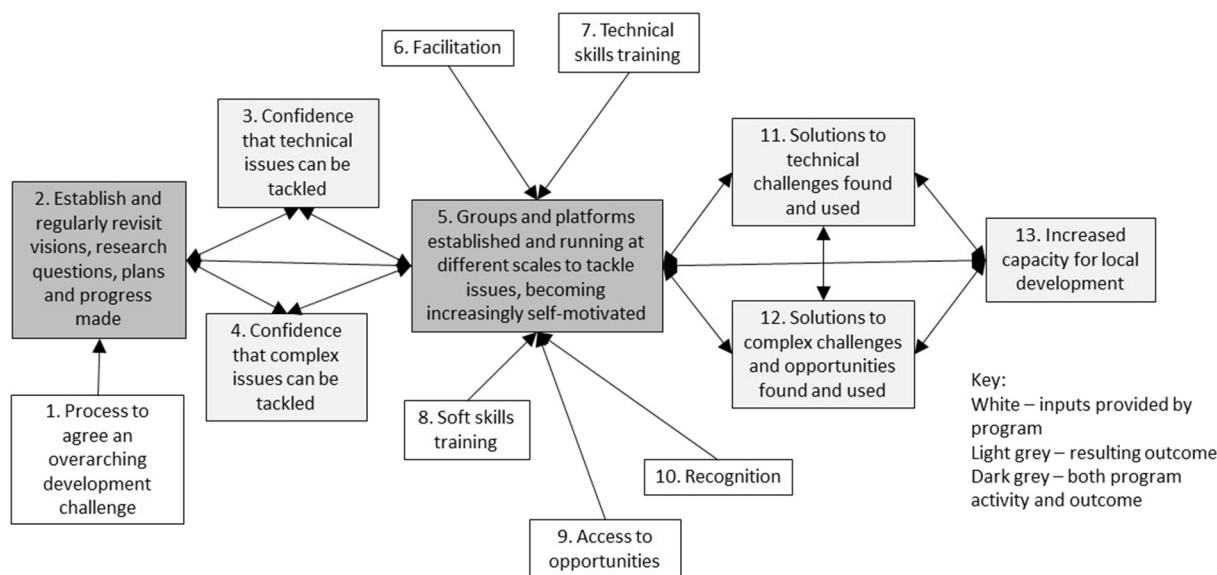 6. Facilitation
7. Technical
skills training
3. Confidence
that technical
issues can be
tackled
11. Solutions to
technical
challenges found
and used
2. Establish and
regularly revisit
visions, research
questions, plans
and progress
made
5. Groups and platforms
established and running at
different scales to tackle
issues, becoming
increasingly self-motivated
13. Increased
capacity for local
development
4. Confidence
that complex
issues can be
tackled
12. Solutions to
complex challenges
and opportunities
found and used
1. Process to
agree an
overarching
development
challenge
8. Soft skills
training
10. Recognition
9. Access to
opportunities
Key:
White – inputs provided by
program
Light grey – resulting outcome
Dark grey – both program
activity and outcome